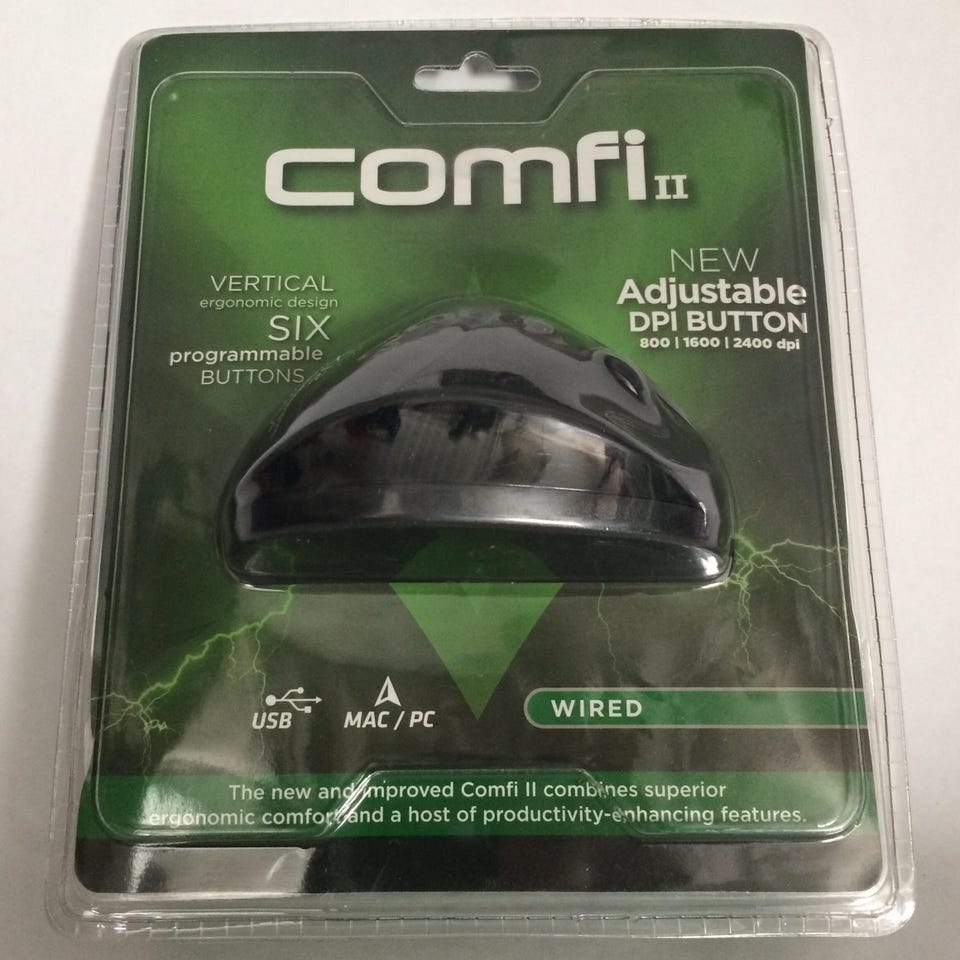 comfi II
VERTICAL
ergonomic design
SIX
programmable
BUTTONS
NEW
Adjustable
DPI BUTTON
800 | 1600 | 2400 dpi
USB
MAC / PC
WIRED
The new and improved Comfi II combines superior
ergonomic comfort and a host of productivity-enhancing features.